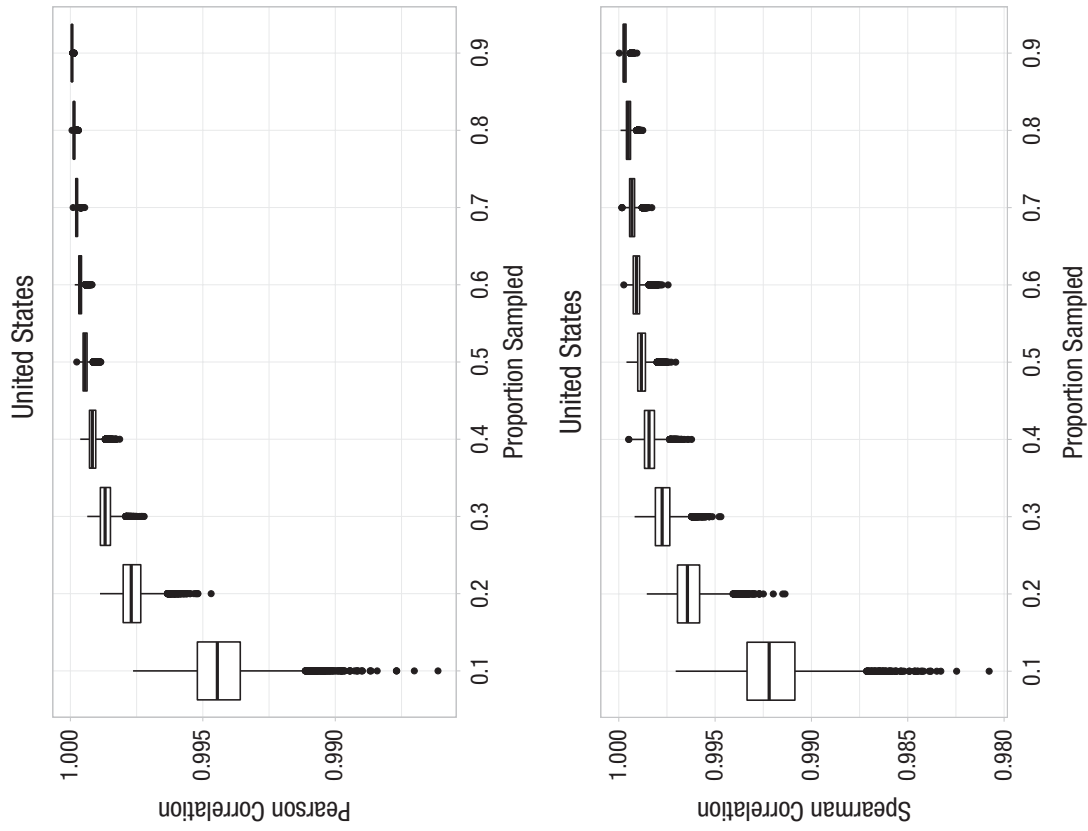 United States
Pearson Correlation
1.000
0.995
0.990
0.1 0.2 0.3 0.4 0.5 0.6 0.7 0.8 0.9
Proportion Sampled
United States
Spearman Correlation
1.000
0.995
0.990
0.985
0.980
0.1 0.2 0.3 0.4 0.5 0.6 0.7 0.8 0.9
Proportion Sampled